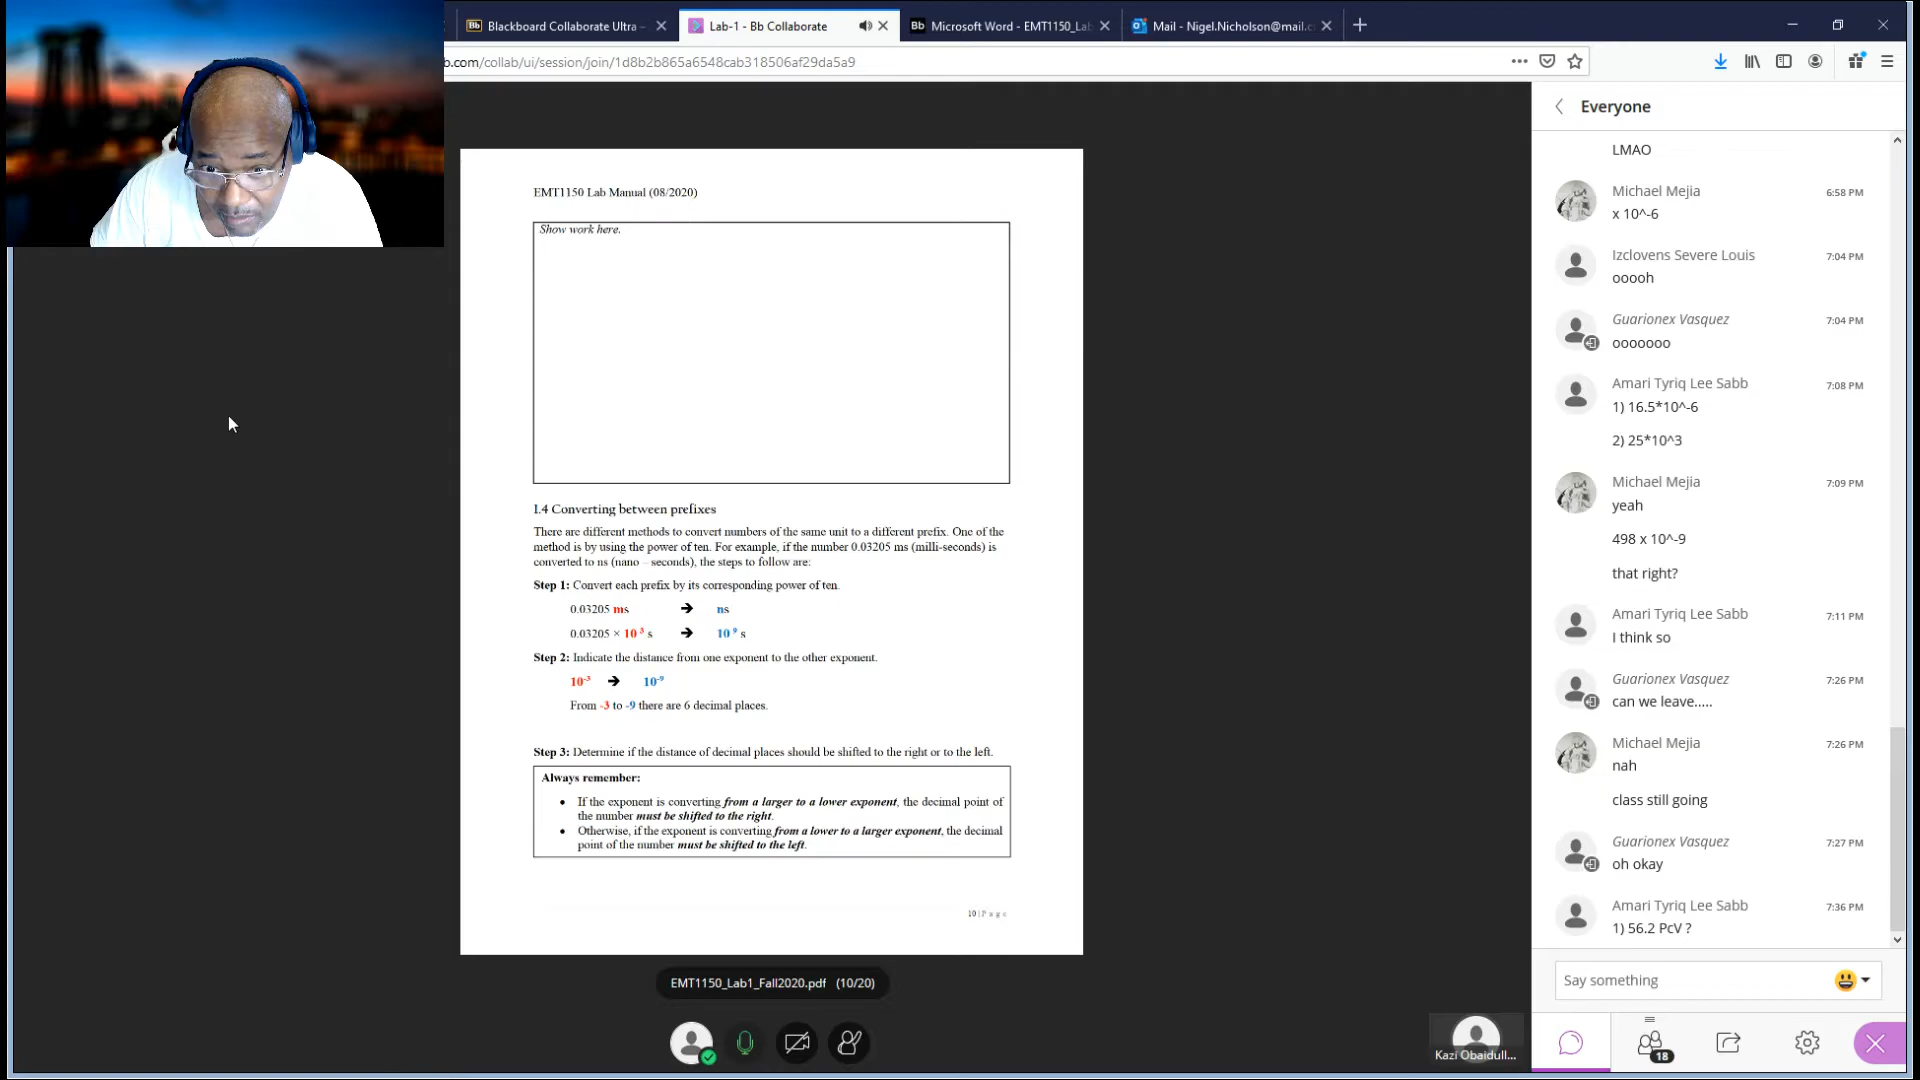 Blackboard Collaborate Ultra –
Lab-1 - Bb Collaborate
Bb
Microsoft Word - EMT1150_Lab
Mail - Nigel.Nicholson@mail.c
b.com/collab/ui/session/join/1d8b2b865a6548cab318506af29da5a9
EMT1150 Lab Manual (08/2020)
Show work here.
1.4 Converting between prefixes
There are different methods to convert numbers of the same unit to a different prefix. One of the
method is by using the power of ten. For example, if the number 0.03205 ms (milli-seconds) is
converted to ns (nano – seconds), the steps to follow are:
Step 1: Convert each prefix by its corresponding power of ten.
0.03205 ms ➔ ns
0.03205 × 10 ³ s ➔ 10 ⁹ s
Step 2: Indicate the distance from one exponent to the other exponent.
10⁻³ ➔ 10⁻⁹
From -3 to -9 there are 6 decimal places.
Step 3: Determine if the distance of decimal places should be shifted to the right or to the left.
Always remember:
• If the exponent is converting from a larger to a lower exponent, the decimal point of
the number must be shifted to the right.
• Otherwise, if the exponent is converting from a lower to a larger exponent, the decimal
point of the number must be shifted to the left.
10 | P a g e
EMT1150_Lab1_Fall2020.pdf (10/20)
Everyone
LMAO
Michael Mejia 6:58 PM
x 10^-6
Izclovens Severe Louis 7:04 PM
ooooh
Guarionex Vasquez 7:04 PM
ooooooo
Amari Tyriq Lee Sabb 7:08 PM
1) 16.5*10^-6
2) 25*10^3
Michael Mejia 7:09 PM
yeah
498 x 10^-9
that right?
Amari Tyriq Lee Sabb 7:11 PM
I think so
Guarionex Vasquez 7:26 PM
can we leave.....
Michael Mejia 7:26 PM
nah
class still going
Guarionex Vasquez 7:27 PM
oh okay
Amari Tyriq Lee Sabb 7:36 PM
1) 56.2 PcV ?
Say something
Kazi Obaidull...
18